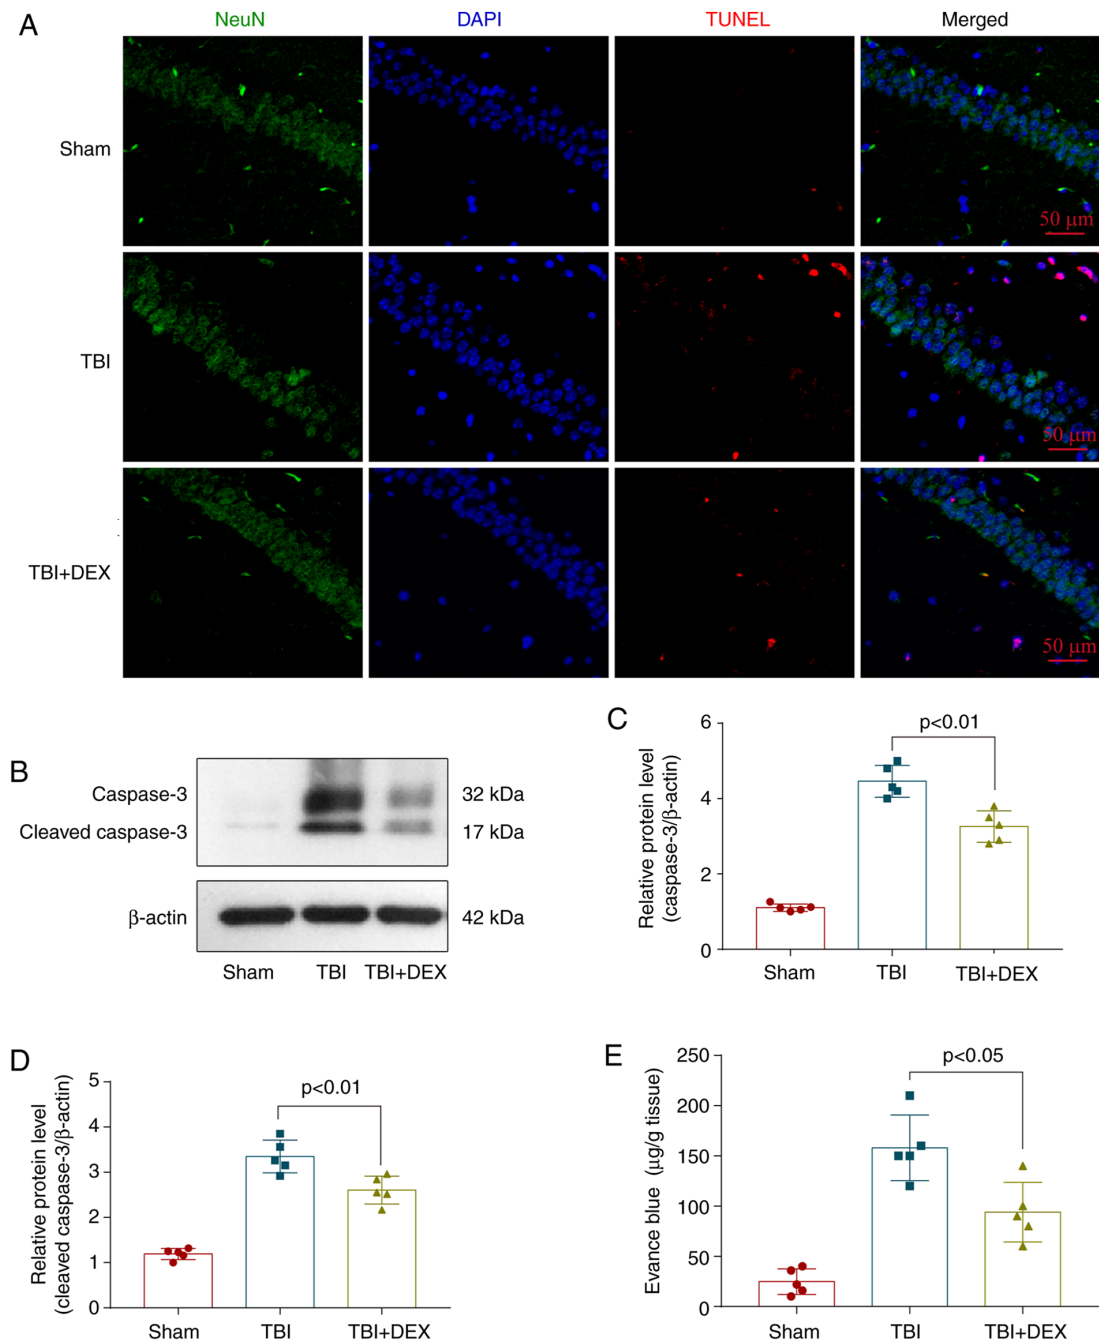 A
NeuN
DAPI
TUNEL
Merged
Sham
50 μm
TBI
50 μm
TBI+DEX
50 μm
B
Caspase-3
32 kDa
Cleaved caspase-3
17 kDa
β-actin
42 kDa
Sham
TBI
TBI+DEX
C
Relative protein level
(caspase-3/β-actin)
6
4
2
0
p<0.01
Sham
TBI
TBI+DEX
D
Relative protein level
(cleaved caspase-3/β-actin)
5
4
3
2
1
0
p<0.01
Sham
TBI
TBI+DEX
E
Evance blue (μg/g tissue)
250
200
150
100
50
0
p<0.05
Sham
TBI
TBI+DEX